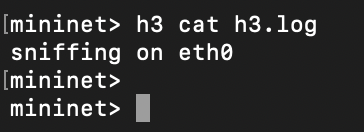 [mininet> h3 cat h3.log
sniffing on eth0
[mininet>
mininet>